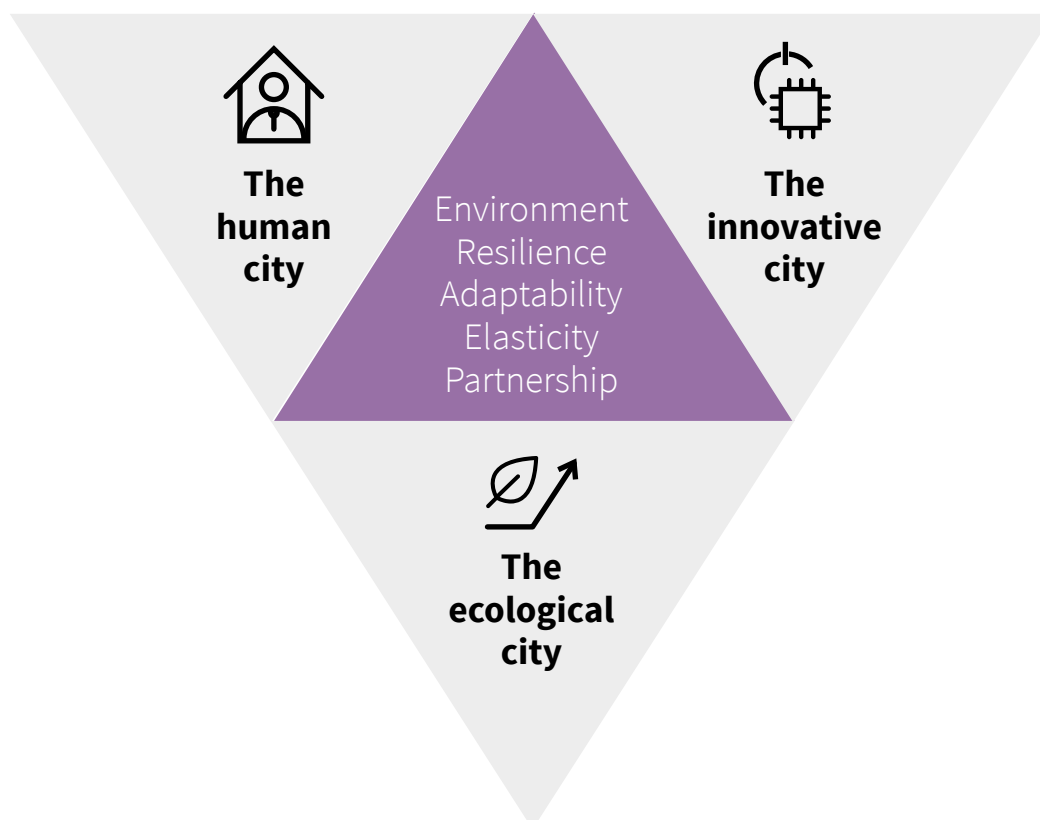 The
human
city
Environment
Resilience
Adaptability
Elasticity
Partnership
The
innovative
city
The
ecological
city